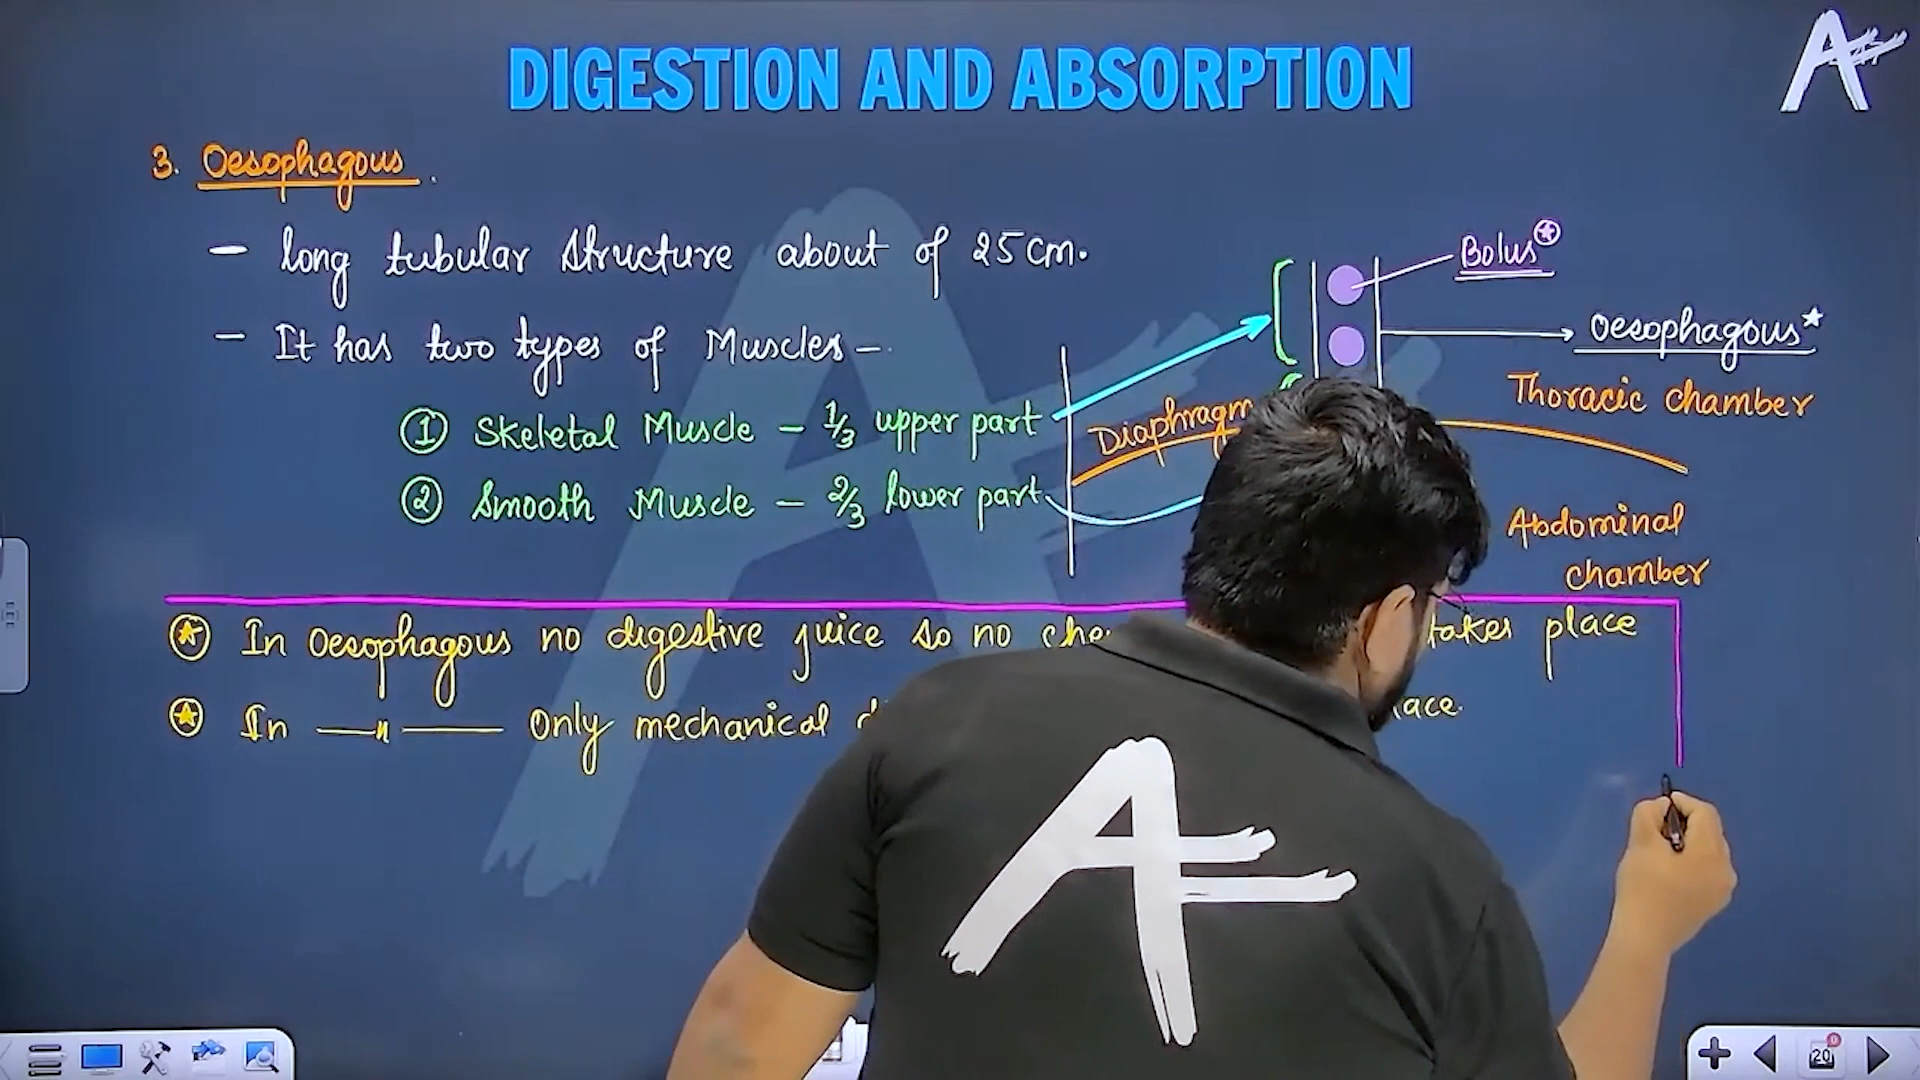 DIGESTION AND ABSORPTION
3. Oesophagous
- long tubular structure about of 25cm.
- It has two types of Muscles -
① Skeletal Muscle - 1/3 upper part
② Smooth Muscle - 2/3 lower part
Bolus
Oesophagous
Thoracic chamber
Diaphragm
Abdominal
chamber
In Oesophagous no digestive juice so no takes place
In —"— Only mechanical
20